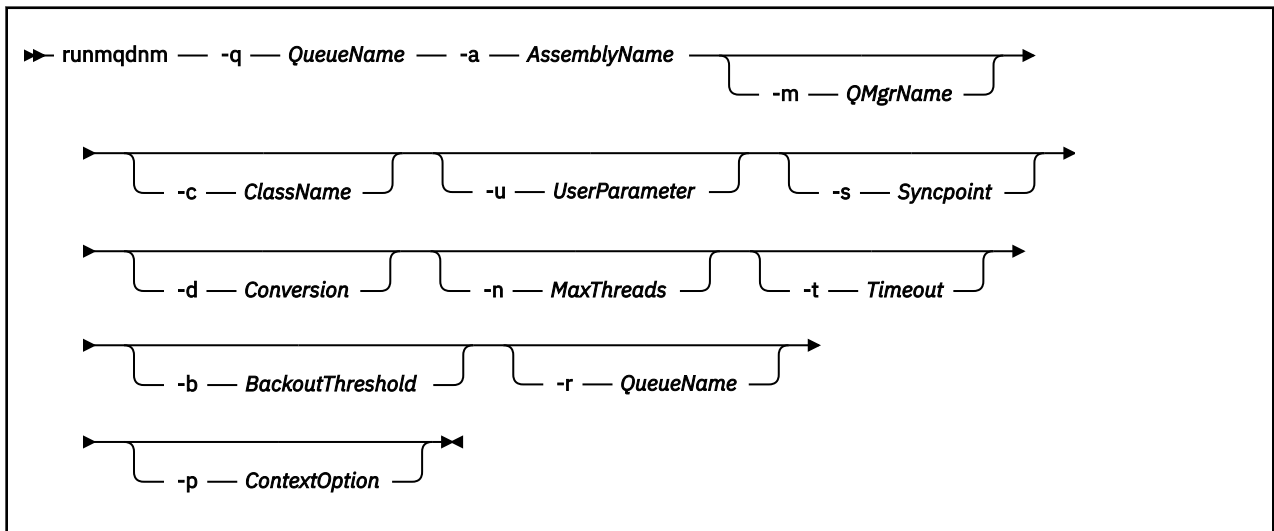 runmqdnm -q QueueName -a AssemblyName
-m QMgrName
-c ClassName -u UserParameter -s Syncpoint
-d Conversion -n MaxThreads -t Timeout
-b BackoutThreshold -r QueueName
-p ContextOption